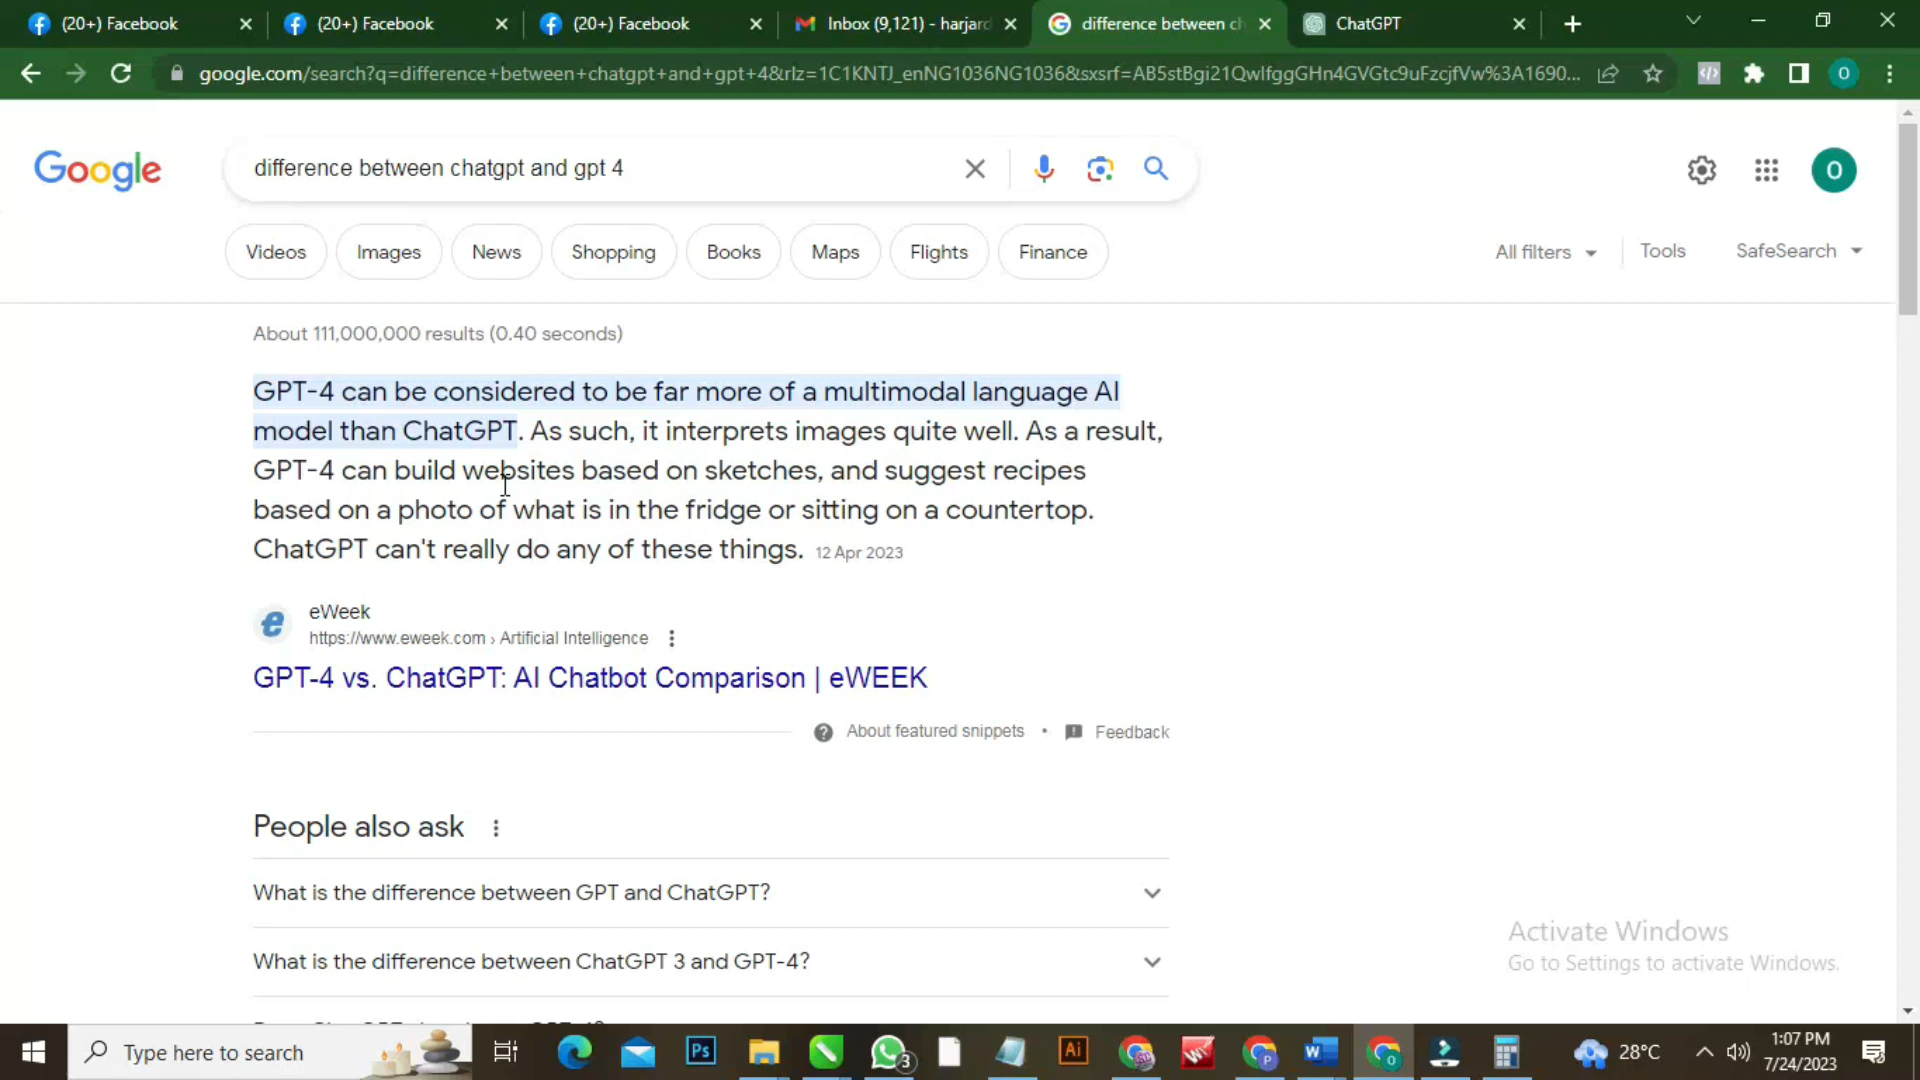 (20+) Facebook
(20+) Facebook
(20+) Facebook
Inbox (9,121) - harjard
difference between ch
ChatGPT
google.com/search?q=difference+between+chatgpt+and+gpt+4&rlz=1C1KNTJ_enNG1036NG1036&sxsrf=AB5stBgi21QwlfggGHn4GVGtc9uFzcjfVw%3A1690...
O
Google
difference between chatgpt and gpt 4
O
Videos
Images
News
Shopping
Books
Maps
Flights
Finance
All filters
Tools
SafeSearch
About 111,000,000 results (0.40 seconds)
GPT-4 can be considered to be far more of a multimodal language AI
model than ChatGPT. As such, it interprets images quite well. As a result,
GPT-4 can build websites based on sketches, and suggest recipes
based on a photo of what is in the fridge or sitting on a countertop.
ChatGPT can't really do any of these things. 12 Apr 2023
eWeek
https://www.eweek.com › Artificial Intelligence
GPT-4 vs. ChatGPT: AI Chatbot Comparison | eWEEK
About featured snippets • Feedback
People also ask
What is the difference between GPT and ChatGPT?
What is the difference between ChatGPT 3 and GPT-4?
Activate Windows
Go to Settings to activate Windows.
Type here to search
Ps
3
Ai
P
W
O
28°C
1:07 PM
7/24/2023